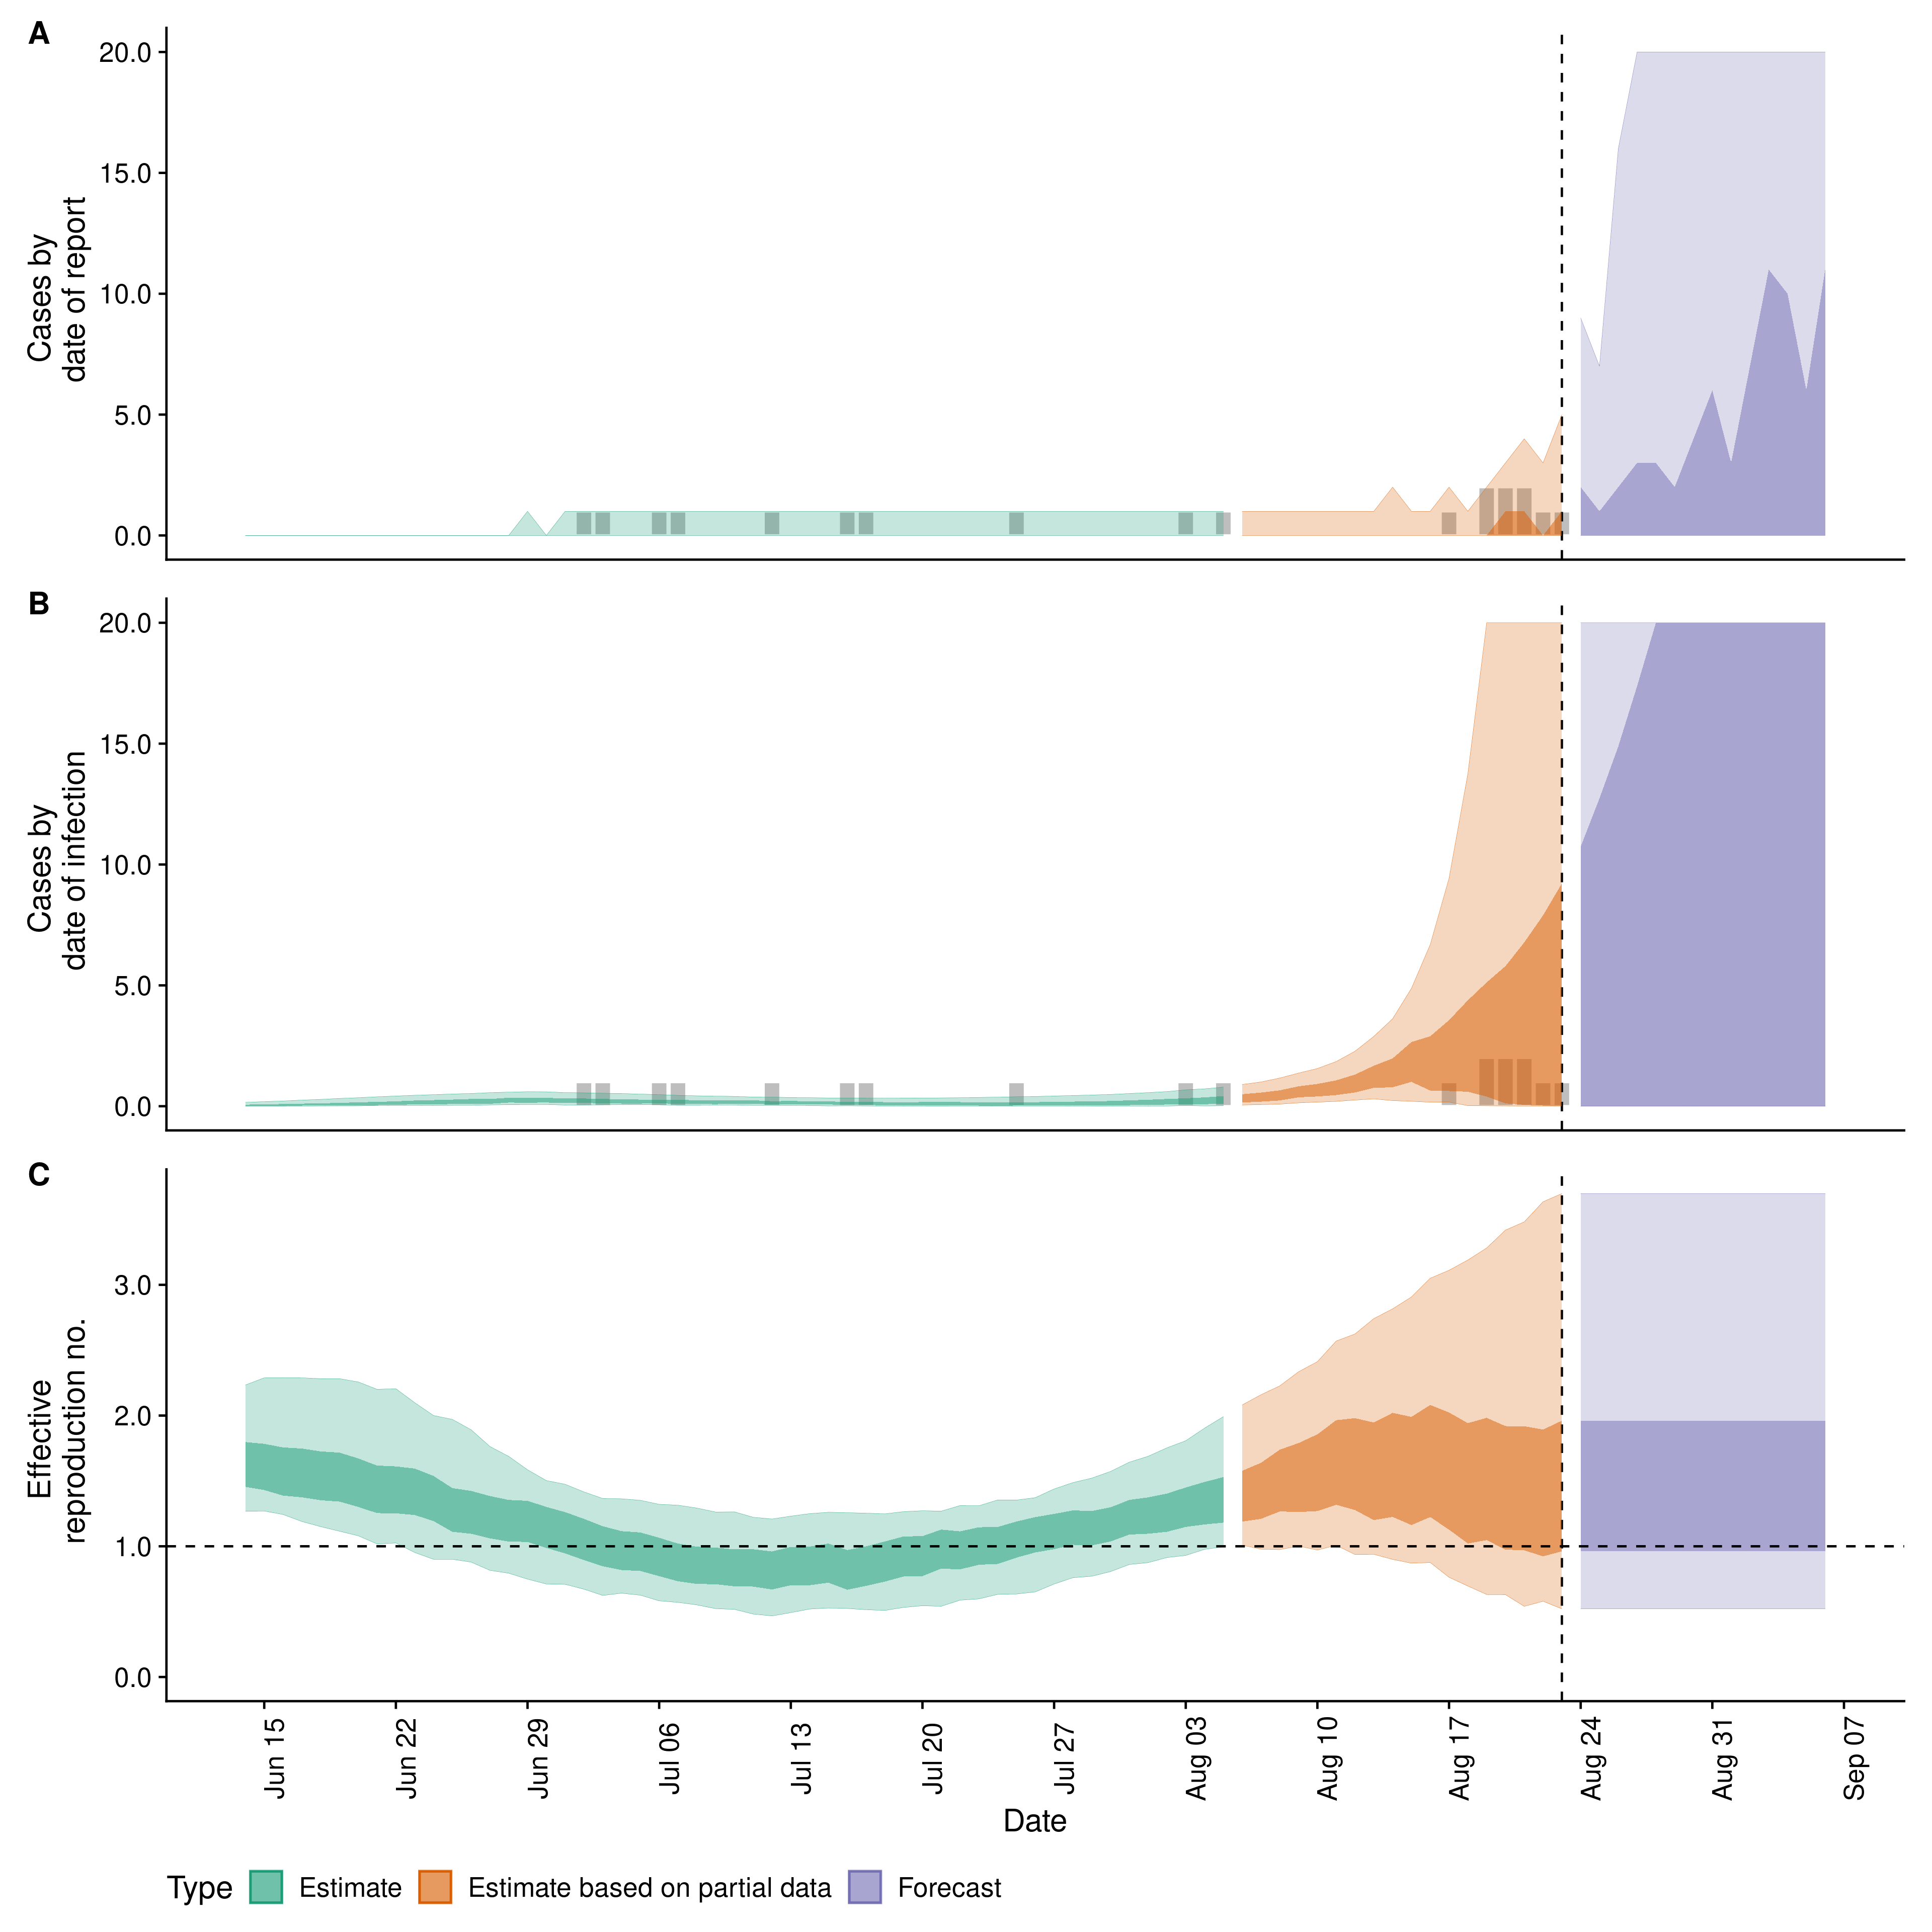 A
20.0
15.0
10.0
5.0
0.0
Cases by
date of report
B
20.0
15.0
10.0
5.0
0.0
Cases by
date of infection
C
3.0
2.0
1.0
0.0
Effective
reproduction no.
Jun 15
Jun 22
Jun 29
Jul 06
Jul 13
Jul 20
Jul 27
Aug 03
Aug 10
Aug 17
Aug 24
Aug 31
Sep 07
Date
Type Estimate Estimate based on partial data Forecast